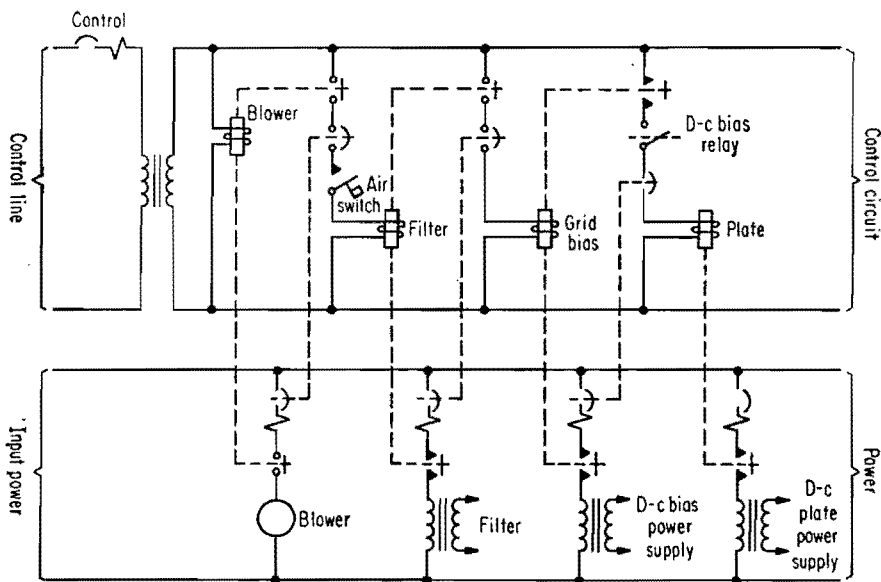 Control
Control line
Blower
Air
switch
Filter
Grid
bias
D-c bias
relay
Plate
Control circuit
Input power
Blower
Filter
D-c bias
power
supply
D-c
plate
power
supply
Power